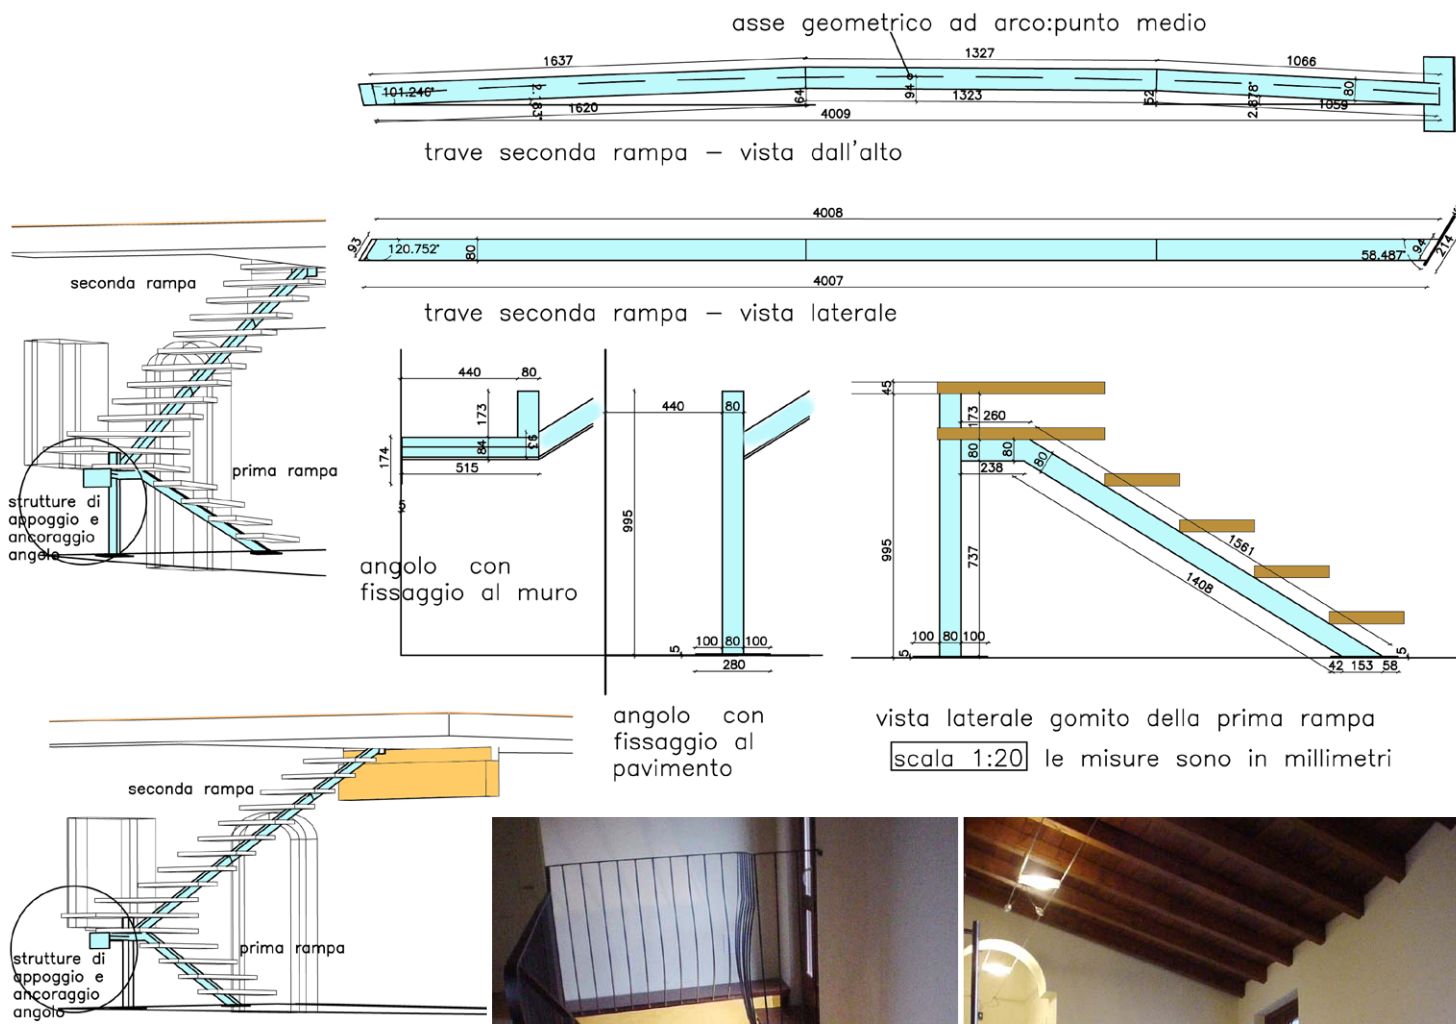 asse geometrico ad arco:punto medio
1637
1327
1066
101.246°
2.183°
94
64
52
2.878°
80
1620
1323
1059
4009
trave seconda rampa – vista dall'alto
4008
93
120.752°
80
58.487°
94
214
4007
trave seconda rampa – vista laterale
seconda rampa
prima rampa
strutture di
appoggio e
ancoraggio
angolo
440
80
173
174
84
93
515
5
angolo con
fissaggio al muro
440
80
995
100 80 100
5
280
angolo con
fissaggio al
pavimento
45
173
260
80
80
80
238
995
737
1561
1408
100 80 100
5
42 153 58
5
vista laterale gomito della prima rampa
scala 1:20 le misure sono in millimetri
seconda rampa
prima rampa
strutture di
appoggio e
ancoraggio
angolo